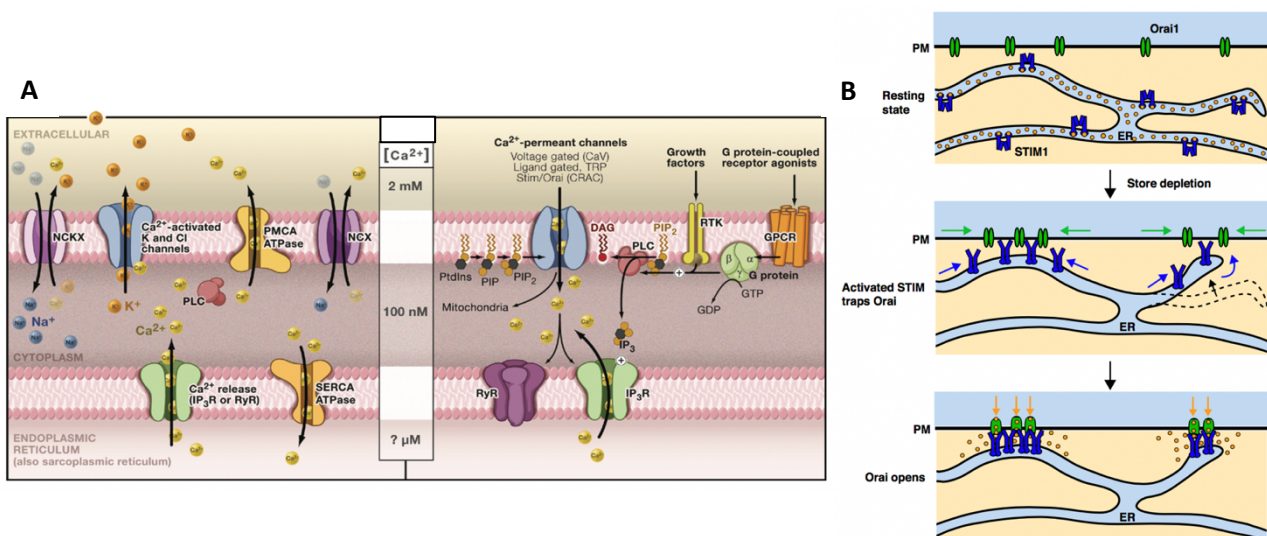 A
EXTRACELLULAR
K⁺
K⁺
K⁺
K⁺
K⁺
K⁺
Ca²⁺
Ca²⁺
Ca²⁺
Ca²⁺
NCKX
Ca²⁺-activated
K and Cl
channels
PMCA
ATPase
NCX
PLC
K⁺
Na⁺
Ca²⁺
CYTOPLASM
Ca²⁺ release
(IP₃R or RyR)
SERCA
ATPase
ENDOPLASMIC
RETICULUM
(also sarcoplasmic reticulum)
[Ca²⁺]
2 mM
100 nM
? µM
Ca²⁺-permeant channels
Voltage gated (CaV)
Ligand gated, TRP
Stim/Orai (CRAC)
Growth
factors
G protein-coupled
receptor agonists
DAG
PLC
PIP₂
RTK
GPCR
PtdIns
PIP
PIP₂
β
α
γ
G protein
+
GTP
GDP
Mitochondria
IP₃
+
RyR
IP₃R
B
Orai1
PM
Resting
state
ER
STIM1
Store depletion
PM
Activated STIM
traps Orai
ER
PM
Orai opens
ER